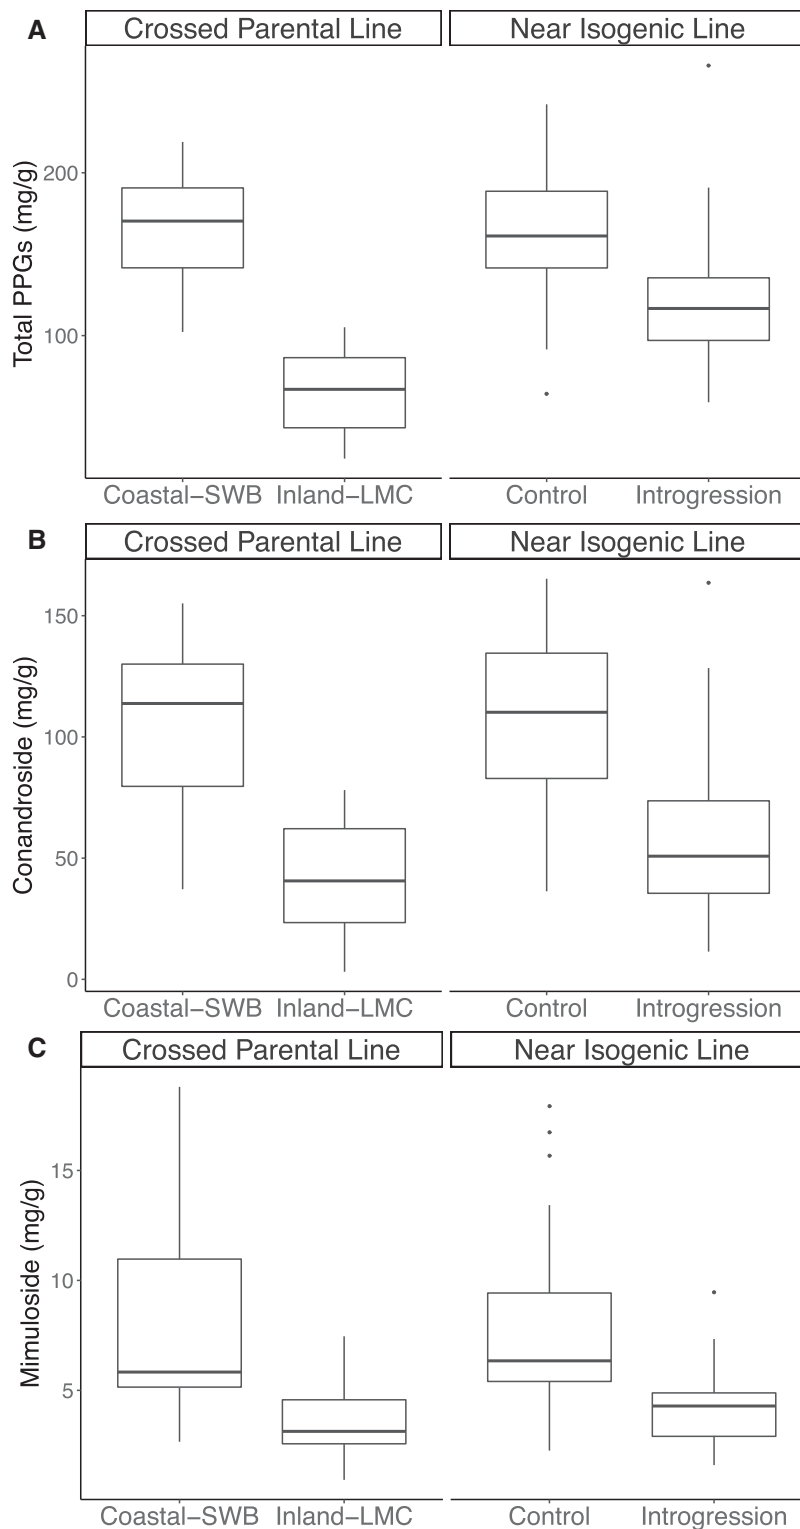 A
Crossed Parental Line
Near Isogenic Line
Total PPGs (mg/g)
200
100
Coastal–SWB
Inland–LMC
Control
Introgression
B
Crossed Parental Line
Near Isogenic Line
Conandroside (mg/g)
150
100
50
0
Coastal–SWB
Inland–LMC
Control
Introgression
C
Crossed Parental Line
Near Isogenic Line
Mimuloside (mg/g)
15
10
5
Coastal–SWB
Inland–LMC
Control
Introgression